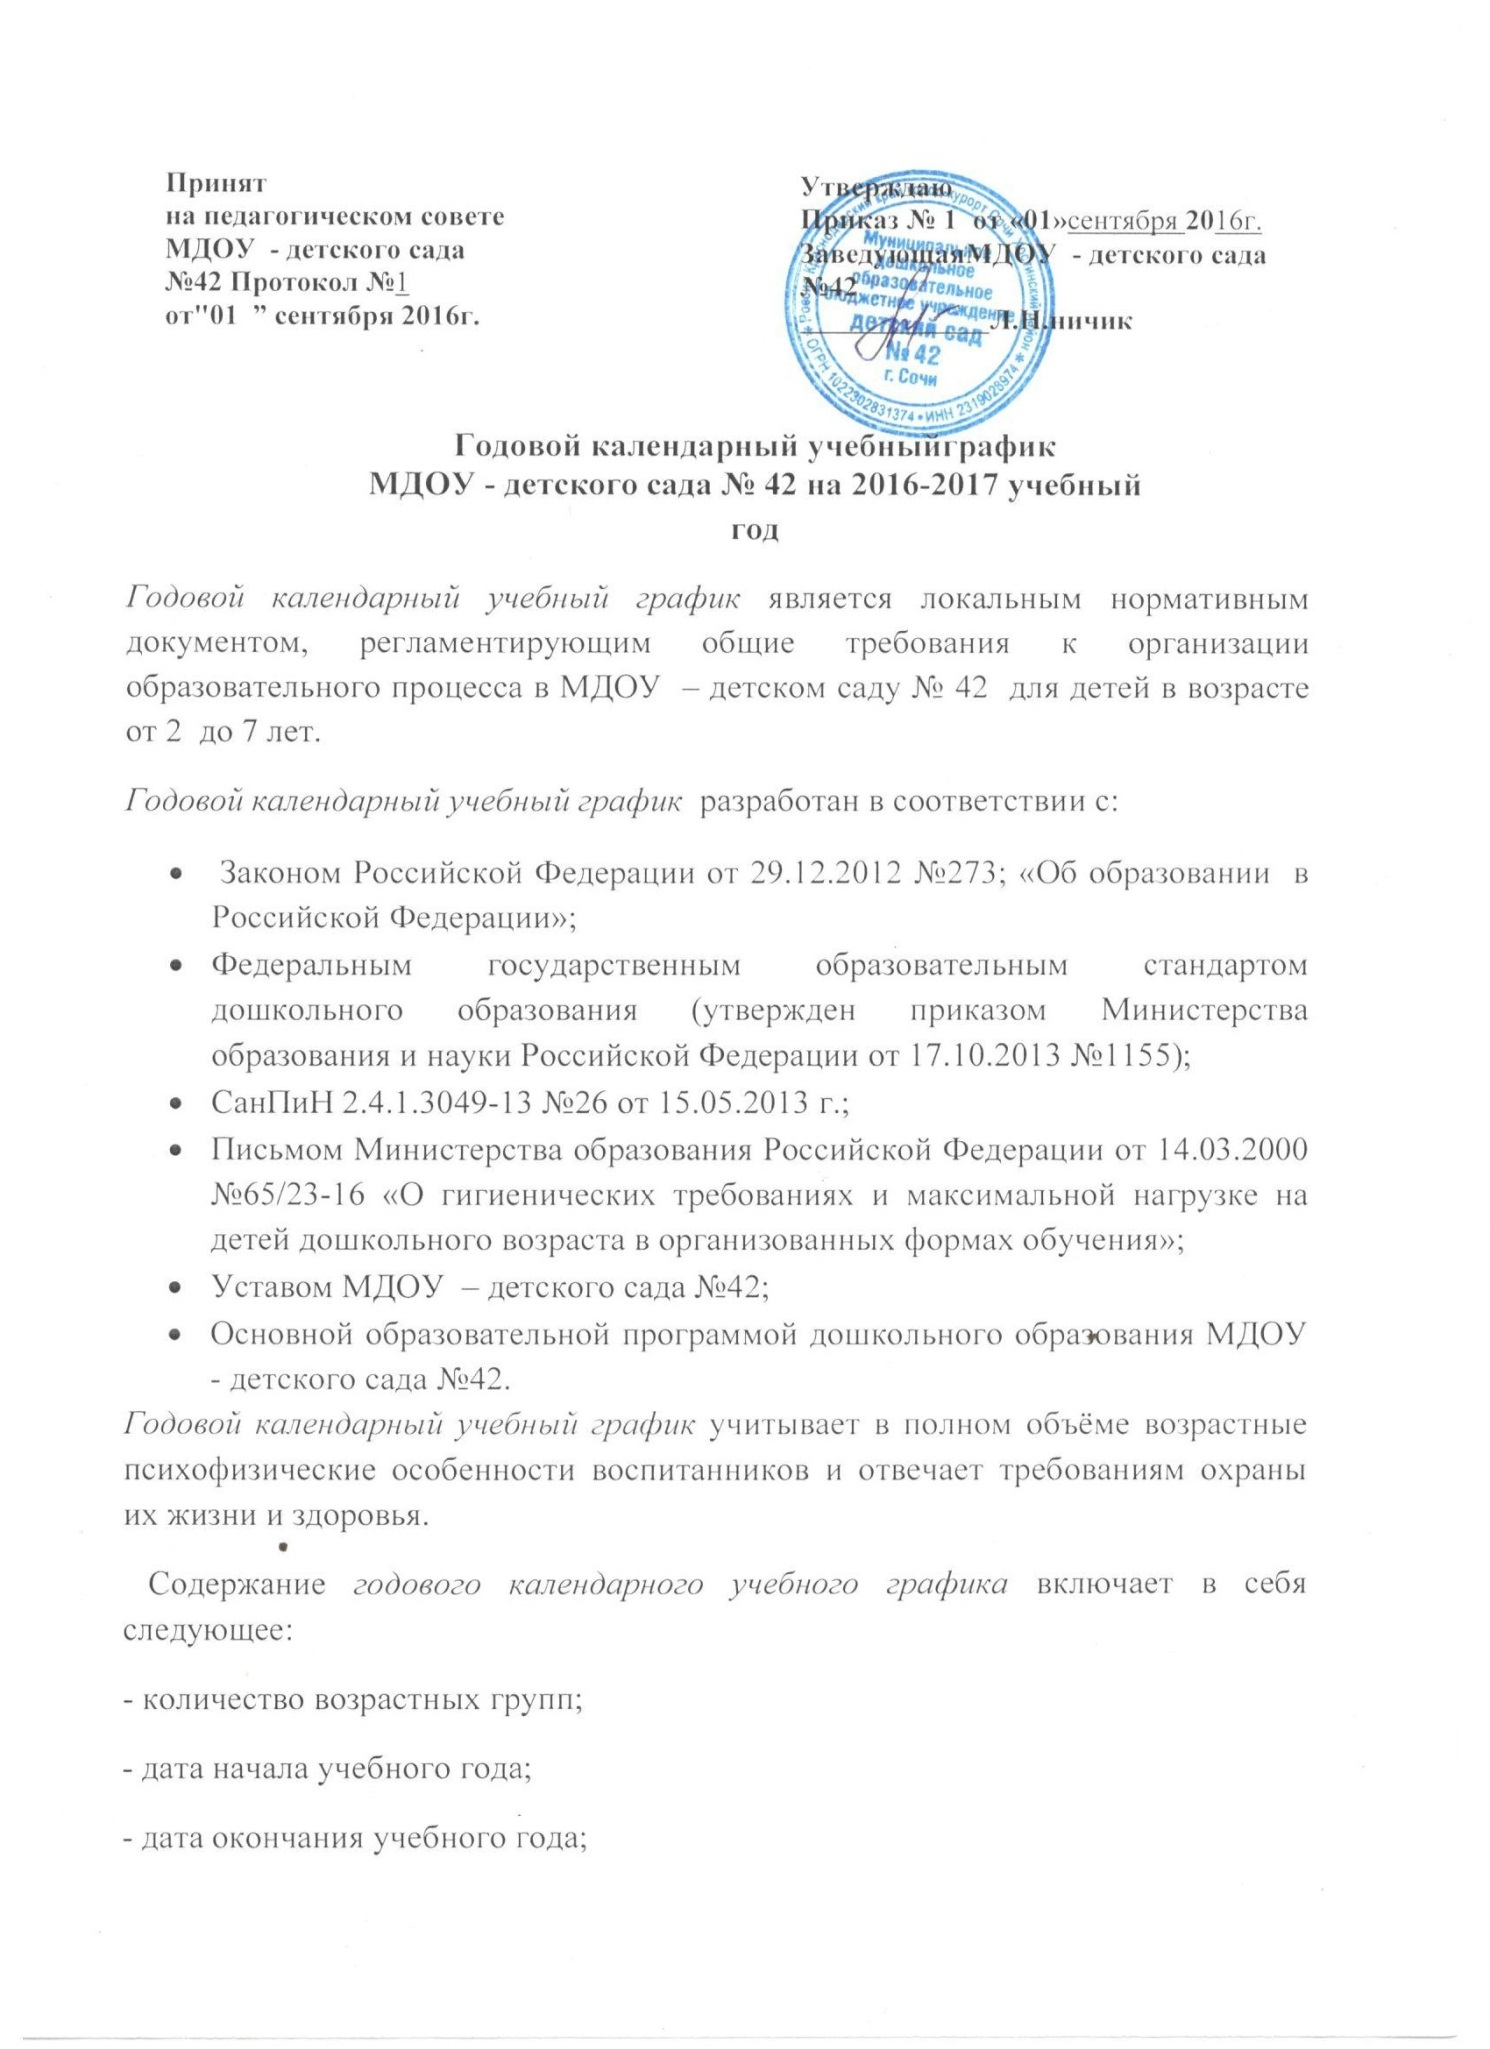 Принят
на педагогическом совете
МДОУ - детского сада
№42 Протокол №1
от"01 ” сентября 2016г.
Утверждаю
Приказ № 1 от «01»сентября 2016г.
ЗаведующаяМДОУ - детского сада
№42
Муниципальное
дошкольное
образовательное
бюджетное учреждение
детский сад
№ 42
г. Сочи
ОГРН 1022302831374 • ИНН 2319028974
Годовой календарный учебныйграфик
МДОУ - детского сада № 42 на 2016-2017 учебный
год
Годовой календарный учебный график является локальным нормативным
документом, регламентирующим общие требования к организации
образовательного процесса в МДОУ – детском саду № 42 для детей в возрасте
от 2 до 7 лет.
Годовой календарный учебный график разработан в соответствии с:
• Законом Российской Федерации от 29.12.2012 №273; «Об образовании в
Российской Федерации»;
• Федеральным государственным образовательным стандартом
дошкольного образования (утвержден приказом Министерства
образования и науки Российской Федерации от 17.10.2013 №1155);
• СанПиН 2.4.1.3049-13 №26 от 15.05.2013 г.;
• Письмом Министерства образования Российской Федерации от 14.03.2000
№65/23-16 «О гигиенических требованиях и максимальной нагрузке на
детей дошкольного возраста в организованных формах обучения»;
• Уставом МДОУ – детского сада №42;
• Основной образовательной программой дошкольного образования МДОУ
- детского сада №42.
Годовой календарный учебный график учитывает в полном объёме возрастные
психофизические особенности воспитанников и отвечает требованиям охраны
их жизни и здоровья.
Содержание годового календарного учебного графика включает в себя
следующее:
- количество возрастных групп;
- дата начала учебного года;
- дата окончания учебного года;